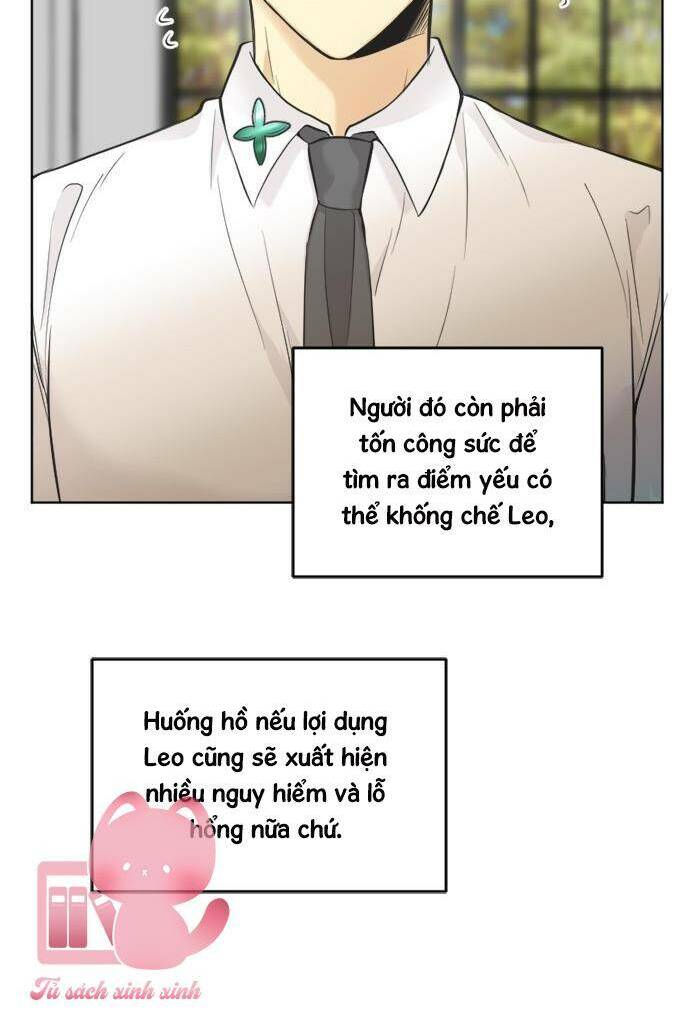 Người đó còn phải
tốn công sức để
tìm ra điểm yếu có
thể khống chế Leo,
Huống hồ nếu lợi dụng
Leo cũng sẽ xuất hiện
nhiều nguy hiểm và lỗ
hổng nữa chứ.
Tủ sách xinh xinh